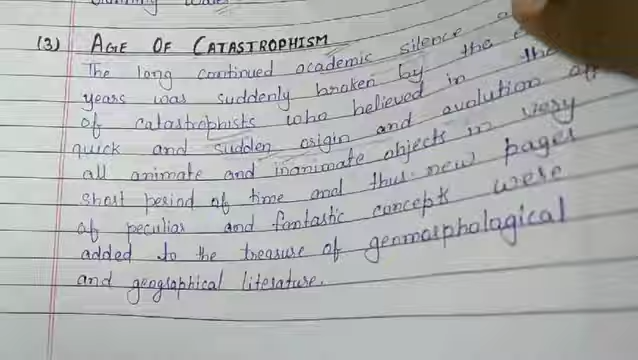 (3) AGE OF CATASTROPHISM
The long continued academic silence
years was suddenly broken by the
of catastrophists who believed in the
quick and sudden origin and evolution of
all animate and inanimate objects in very
short period of time and thus new pages
of peculiar and fantastic concepts were
added to the treasure of geomorphological
and geographical literature.